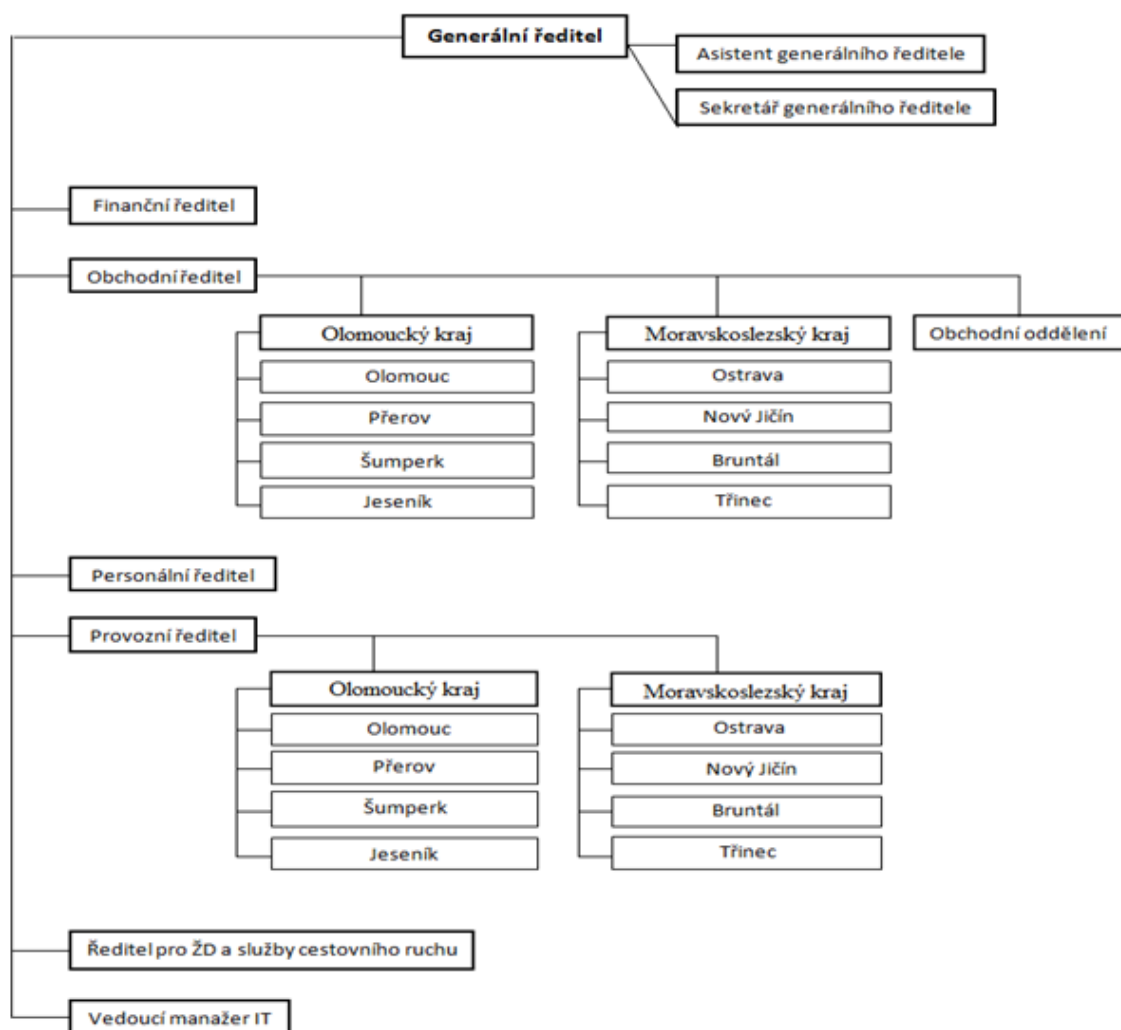 Generální ředitel
Asistent generálního ředitele
Sekretář generálního ředitele
Finanční ředitel
Obchodní ředitel
Olomoucký kraj
Olomouc
Přerov
Šumperk
Jeseník
Moravskoslezský kraj
Ostrava
Nový Jičín
Bruntál
Třinec
Obchodní oddělení
Personální ředitel
Provozní ředitel
Olomoucký kraj
Olomouc
Přerov
Šumperk
Jeseník
Moravskoslezský kraj
Ostrava
Nový Jičín
Bruntál
Třinec
Ředitel pro ŽD a služby cestovního ruchu
Vedoucí manažer IT